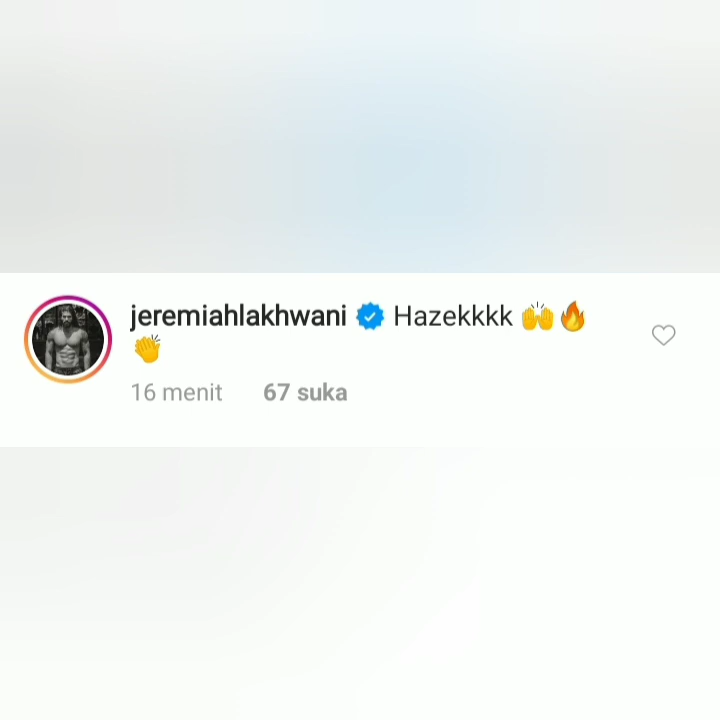 jeremiahlakhwani Hazekkkk 🙌🔥
👏
16 menit 67 suka